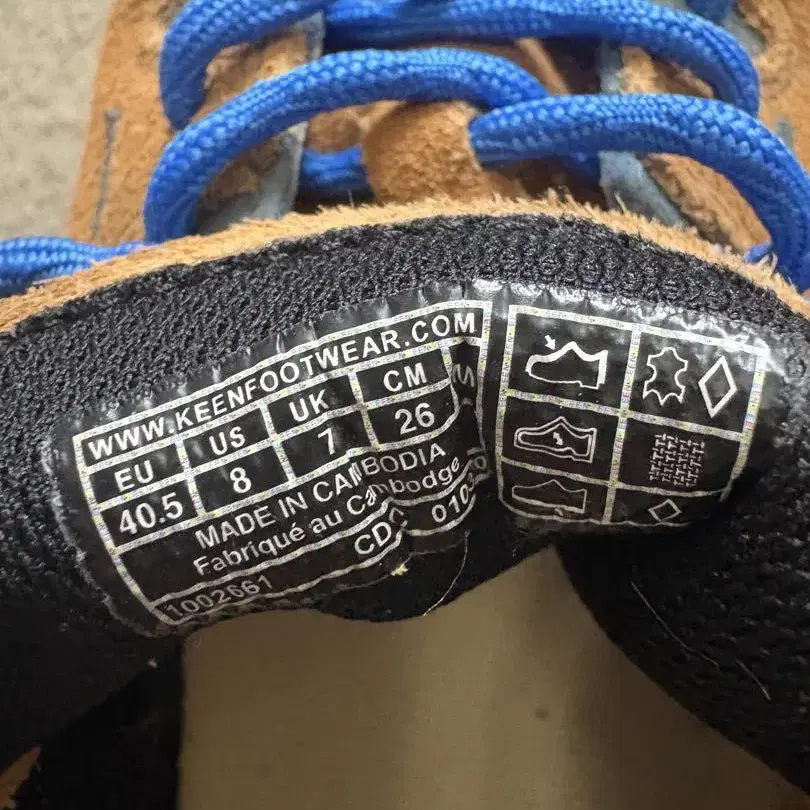 WWW.KEENFOOTWEAR.COM
EU US UK CM
40.5 8 7 26
MADE IN CAMBODIA
Fabriqué au Cambodge
1002661